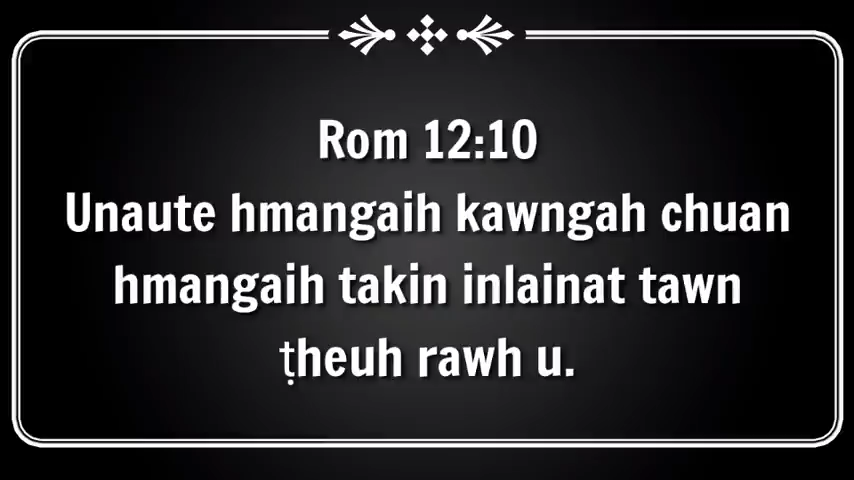 Rom 12:10
Unaute hmangaih kawngah chuan
hmangaih takin inlainat tawn
ṭheuh rawh u.